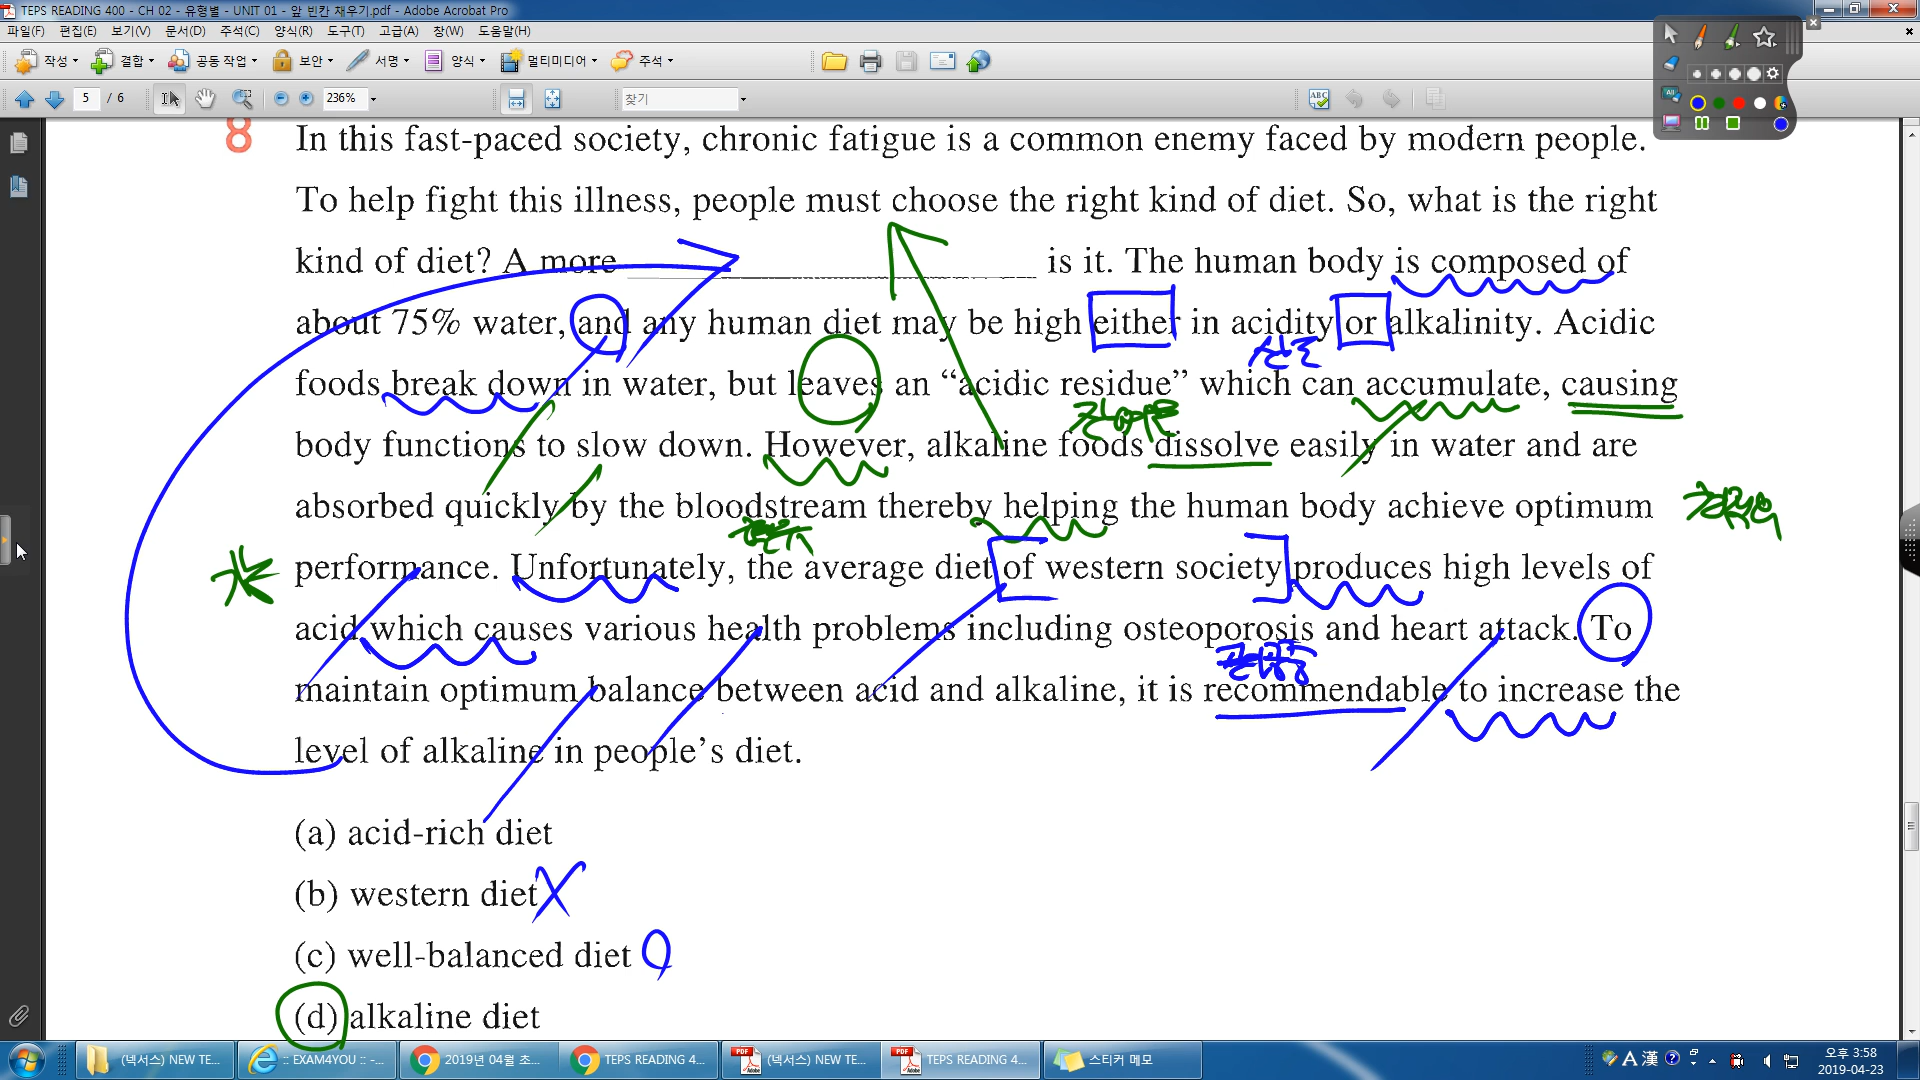 TEPS READING 400 - CH 02 - 유형별 - UNIT 01 - 앞 빈칸 채우기.pdf - Adobe Acrobat Pro
파일(F) 편집(E) 보기(V) 문서(D) 주석(C) 양식(R) 도구(T) 고급(A) 창(W) 도움말(H)
작성 결합 공동 작업 보안 서명 양식 멀티미디어 주석
5 / 6 236% 찾기
8 In this fast-paced society, chronic fatigue is a common enemy faced by modern people.
To help fight this illness, people must choose the right kind of diet. So, what is the right
kind of diet? A more is it. The human body is composed of
about 75% water, and any human diet may be high either in acidity or alkalinity. Acidic
foods break down in water, but leaves an “acidic residue” which can accumulate, causing
body functions to slow down. However, alkaline foods dissolve easily in water and are
absorbed quickly by the bloodstream thereby helping the human body achieve optimum
performance. Unfortunately, the average diet of western society produces high levels of
acid which causes various health problems including osteoporosis and heart attack. To
maintain optimum balance between acid and alkaline, it is recommendable to increase the
level of alkaline in people’s diet.
(a) acid-rich diet
(b) western diet X
(c) well-balanced diet
(d) alkaline diet
(넥서스) NEW TE... :: EXAM4YOU :: -... 2019년 04월 초... TEPS READING 4... (넥서스) NEW TE... TEPS READING 4... 스티커 메모
A 漢
오후 3:58
2019-04-23